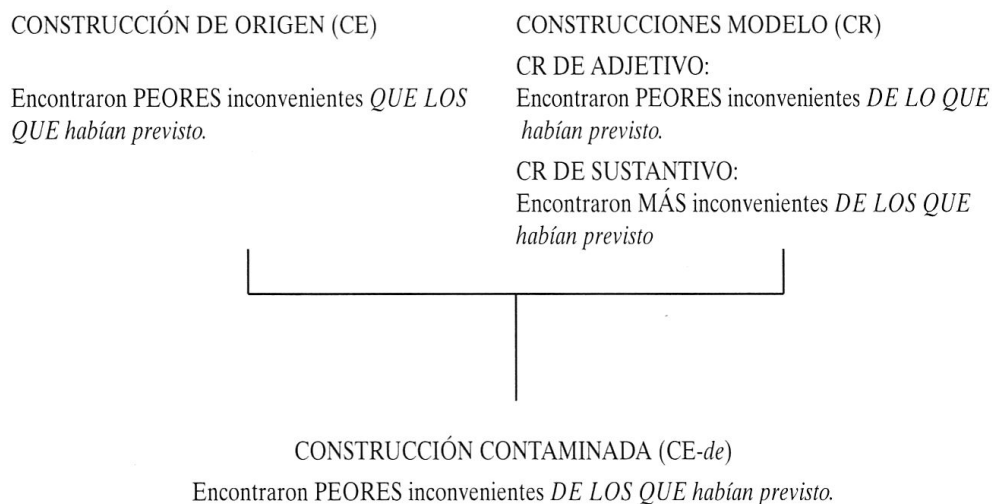 CONSTRUCCIÓN DE ORIGEN (CE)
Encontraron PEORES inconvenientes QUE LOS
QUE habían previsto.
CONSTRUCCIONES MODELO (CR)
CR DE ADJETIVO:
Encontraron PEORES inconvenientes DE LO QUE
habían previsto.
CR DE SUSTANTIVO:
Encontraron MÁS inconvenientes DE LOS QUE
habían previsto
CONSTRUCCIÓN CONTAMINADA (CE-de)
Encontraron PEORES inconvenientes DE LOS QUE habían previsto.